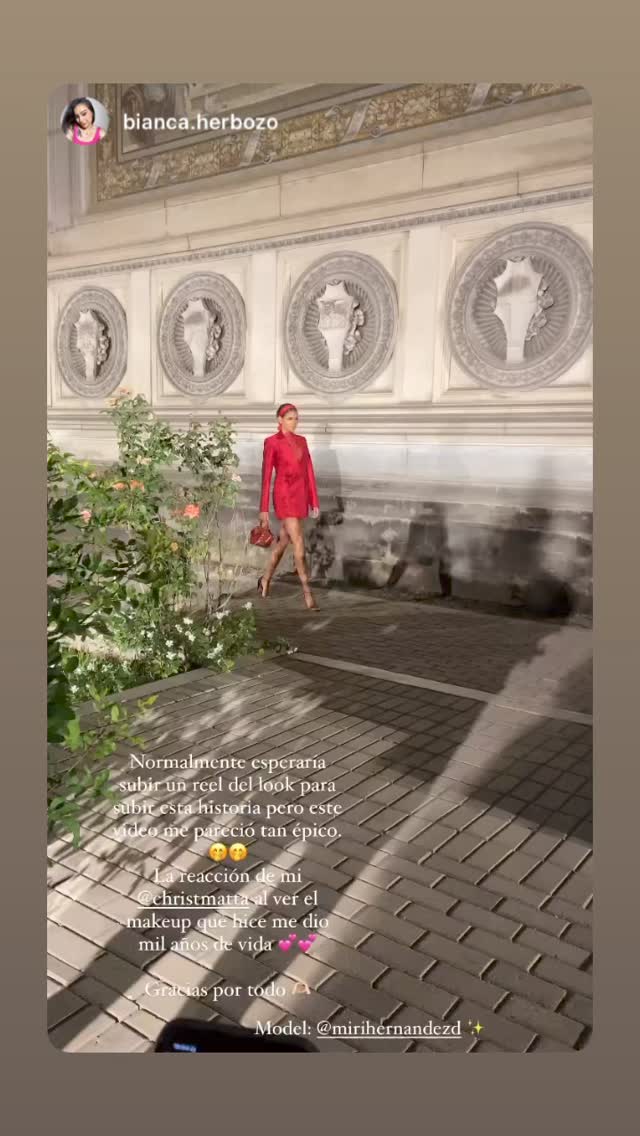 bianca.herbozo
Normalmente esperaría
subir un reel del look para
subir esta historia pero este
video me pareció tan épico.
🤭🤭
La reacción de mi
@christmatta al ver el
makeup que hice me dio
mil años de vida 💕💕
Gracias por todo 🫶🏼
Model: @mirihernandezd ✨